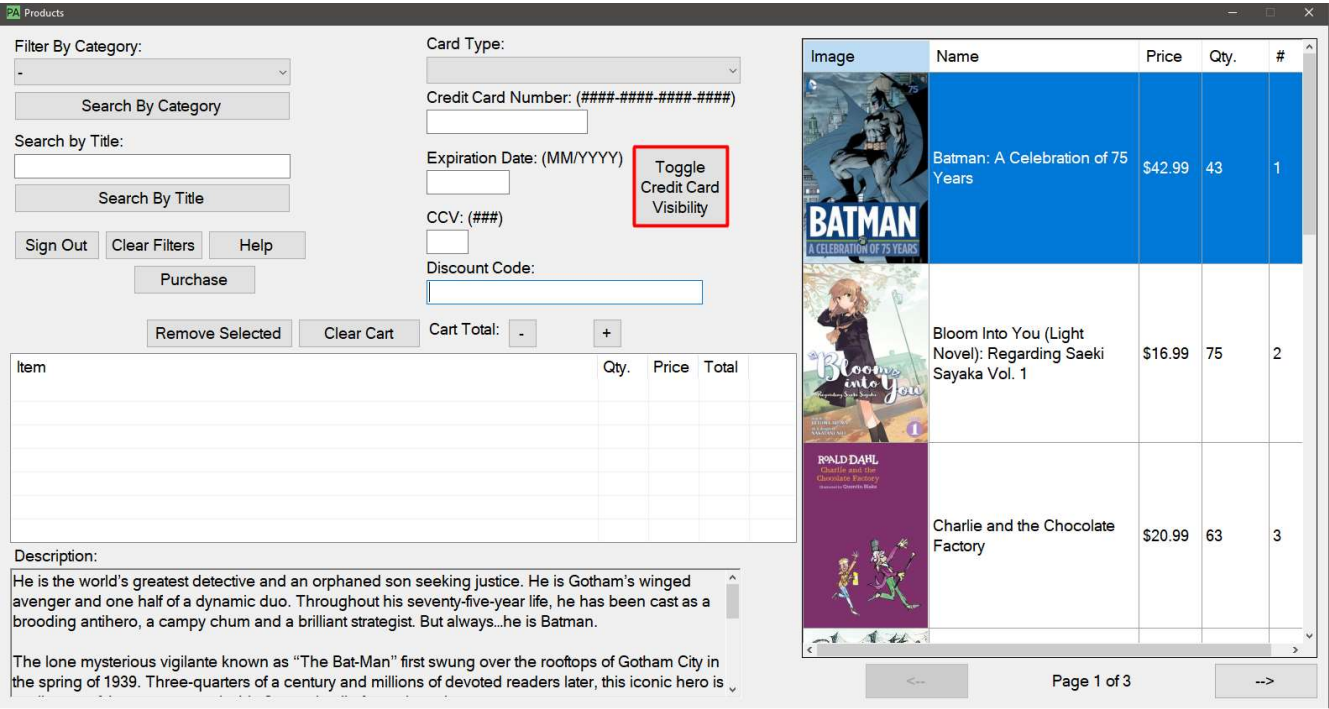 PA Products
Filter By Category:
-
Search By Category
Search by Title:
Search By Title
Sign Out
Clear Filters
Help
Purchase
Card Type:
Credit Card Number: (####-####-####-####)
Expiration Date: (MM/YYYY)
CCV: (###)
Discount Code:
Toggle
Credit Card
Visibility
Remove Selected
Clear Cart
Cart Total:
-
+
Item Qty. Price Total
Description:
He is the world’s greatest detective and an orphaned son seeking justice. He is Gotham’s winged
avenger and one half of a dynamic duo. Throughout his seventy-five-year life, he has been cast as a
brooding antihero, a campy chum and a brilliant strategist. But always...he is Batman.
The lone mysterious vigilante known as “The Bat-Man” first swung over the rooftops of Gotham City in
the spring of 1939. Three-quarters of a century and millions of devoted readers later, this iconic hero is
Image Name Price Qty. #
75
BATMAN
A CELEBRATION OF 75 YEARS
Batman: A Celebration of 75
Years
$42.99 43 1
Bloom
into You
Regarding Saeki Sayaka
1
Bloom Into You (Light
Novel): Regarding Saeki
Sayaka Vol. 1
$16.99 75 2
ROALD DAHL
Charlie and the
Chocolate Factory
Charlie and the Chocolate
Factory
$20.99 63 3
<--
Page 1 of 3
-->